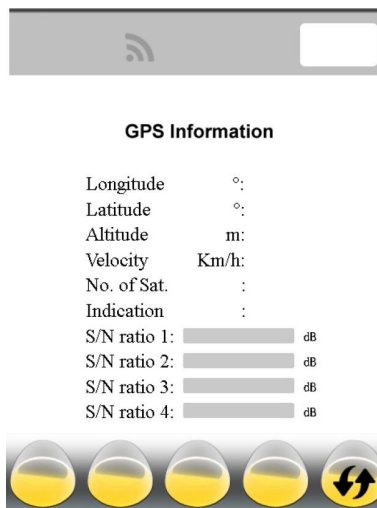 GPS Information
Longitude °:
Latitude °:
Altitude m:
Velocity Km/h:
No. of Sat. :
Indication :
S/N ratio 1: dB
S/N ratio 2: dB
S/N ratio 3: dB
S/N ratio 4: dB